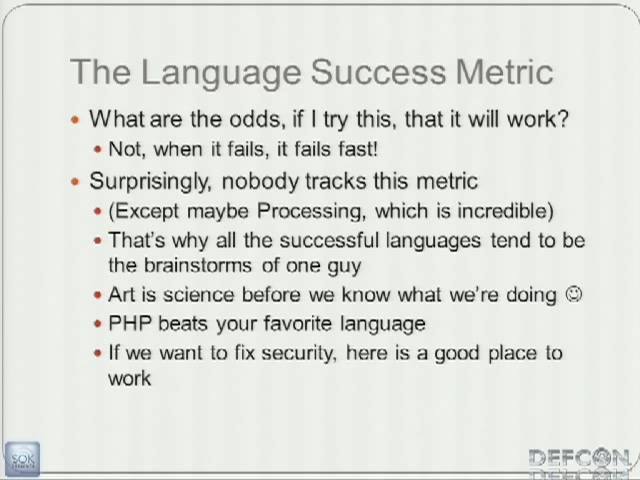 The Language Success Metric
What are the odds, if I try this, that it will work?
Not, when it fails, it fails fast!
Surprisingly, nobody tracks this metric
(Except maybe Processing, which is incredible)
That's why all the successful languages tend to be
the brainstorms of one guy
Art is science before we know what we're doing ☺
PHP beats your favorite language
If we want to fix security, here is a good place to
work
SOK
DEFCON